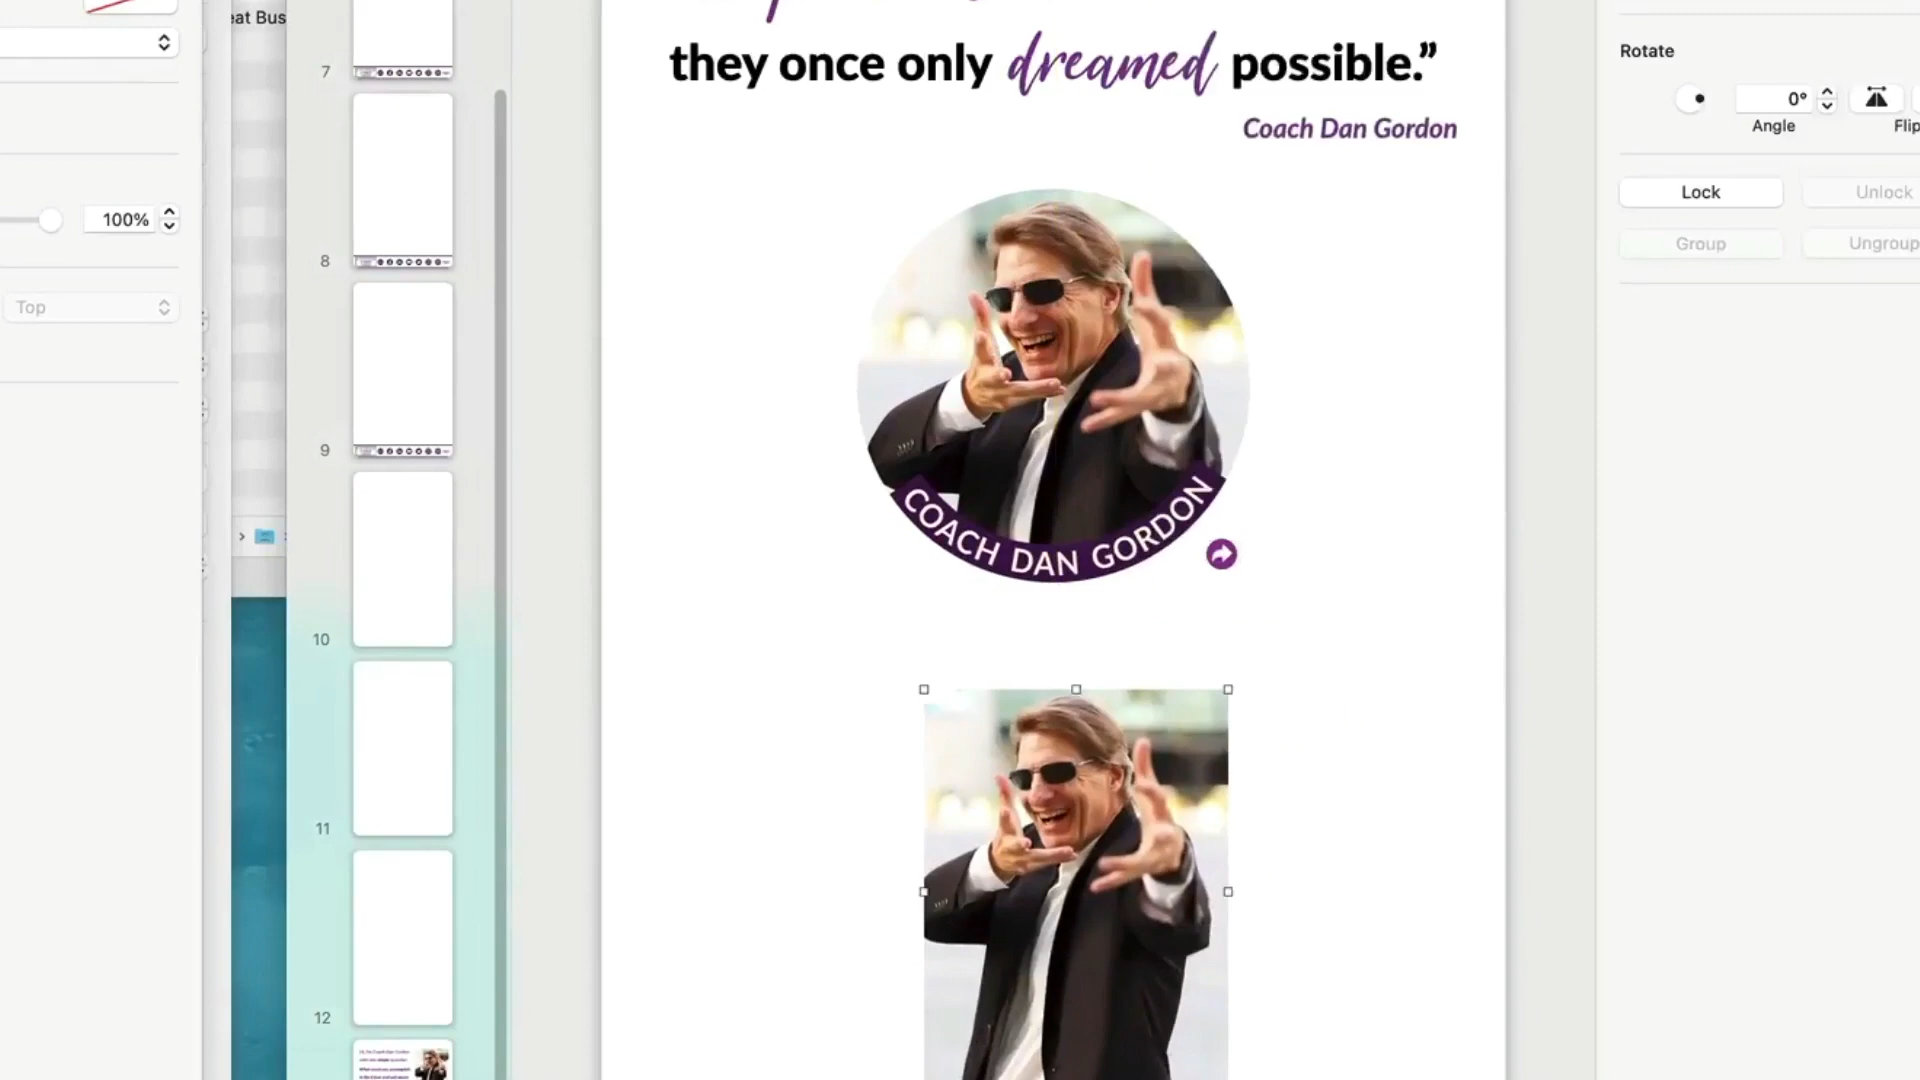 eat Bus
100%
Top
7
8
9
10
11
12
they once only dreamed possible.”
Coach Dan Gordon
COACH DAN GORDON
Rotate
0°
Angle
Flip
Lock
Unlock
Group
Ungroup